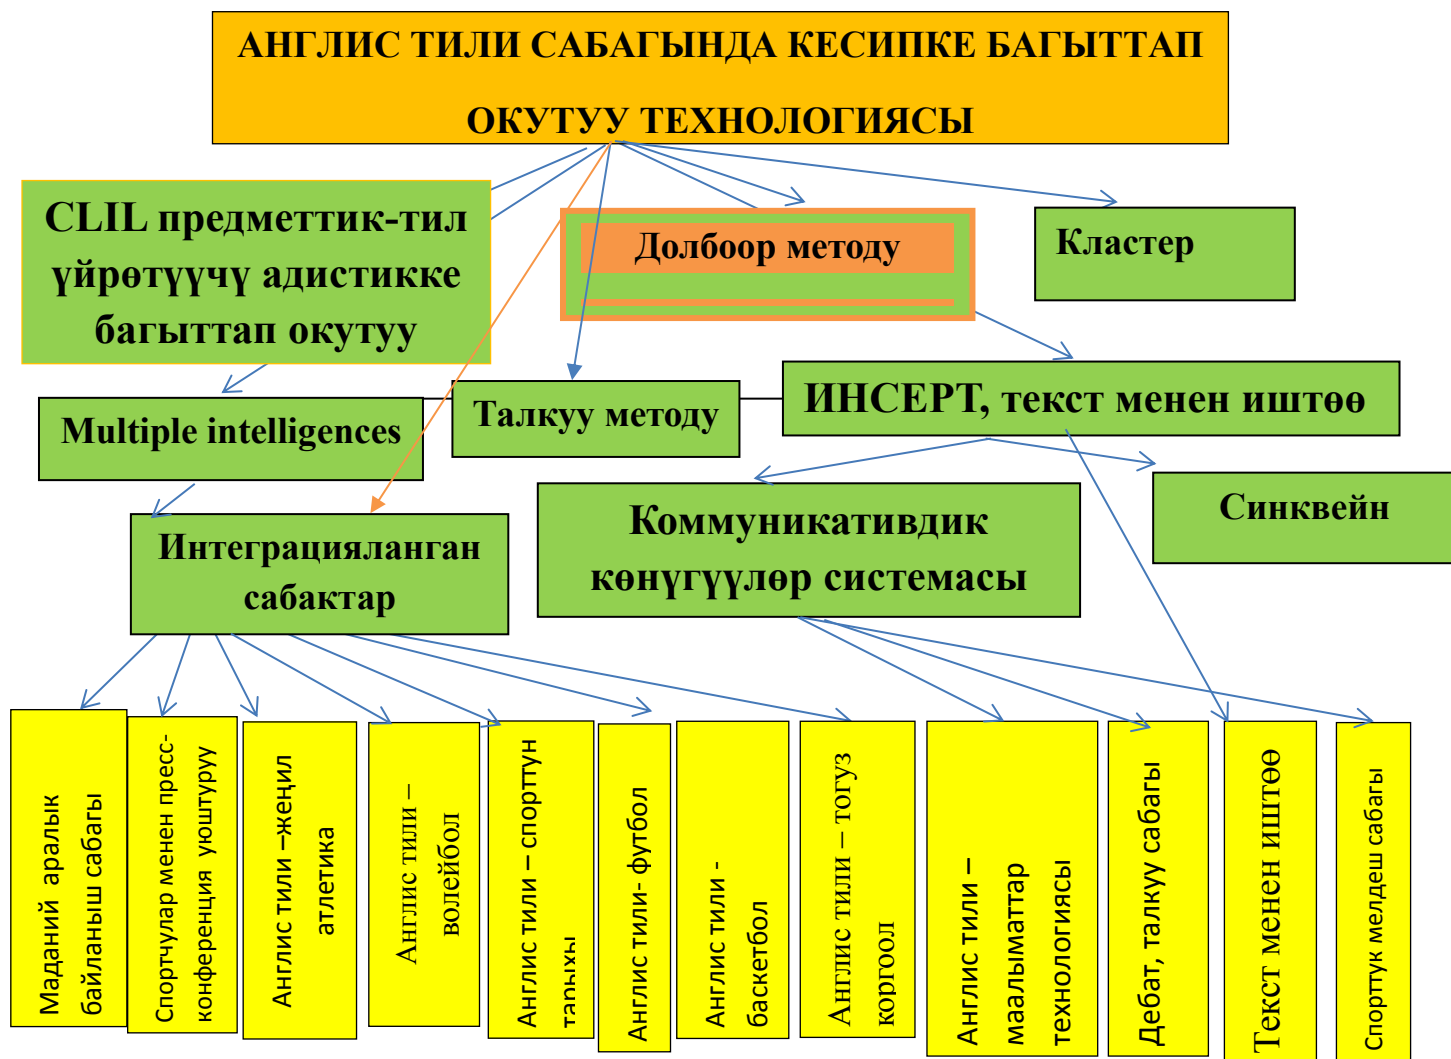 АНГЛИС ТИЛИ САБАГЫНДА КЕСИПКЕ БАГЫТТАП
ОКУТУУ ТЕХНОЛОГИЯСЫ
CLIL предметтик-тил
үйрөтүүчү адистикке
багыттап окутуу
Долбоор методу
Кластер
Multiple intelligences
Талкуу методу
ИНСЕРТ, текст менен иштөө
Интеграцияланган
сабактар
Коммуникативдик
көнүгүүлөр системасы
Синквейн
Маданий аралык
байланыш сабагы
Спортчулар менен пресс-
конференция уюштуруу
Англис тили –жеңил
атлетика
Англис тили –
волейбол
Англис тили – спорттун
тарыхы
Англис тили- футбол
Англис тили -
баскетбол
Англис тили – тогуз
коргоол
Англис тили –
маалыматтар
технологиясы
Дебат, талкуу сабагы
Текст менен иштөө
Спорттук мелдеш сабагы